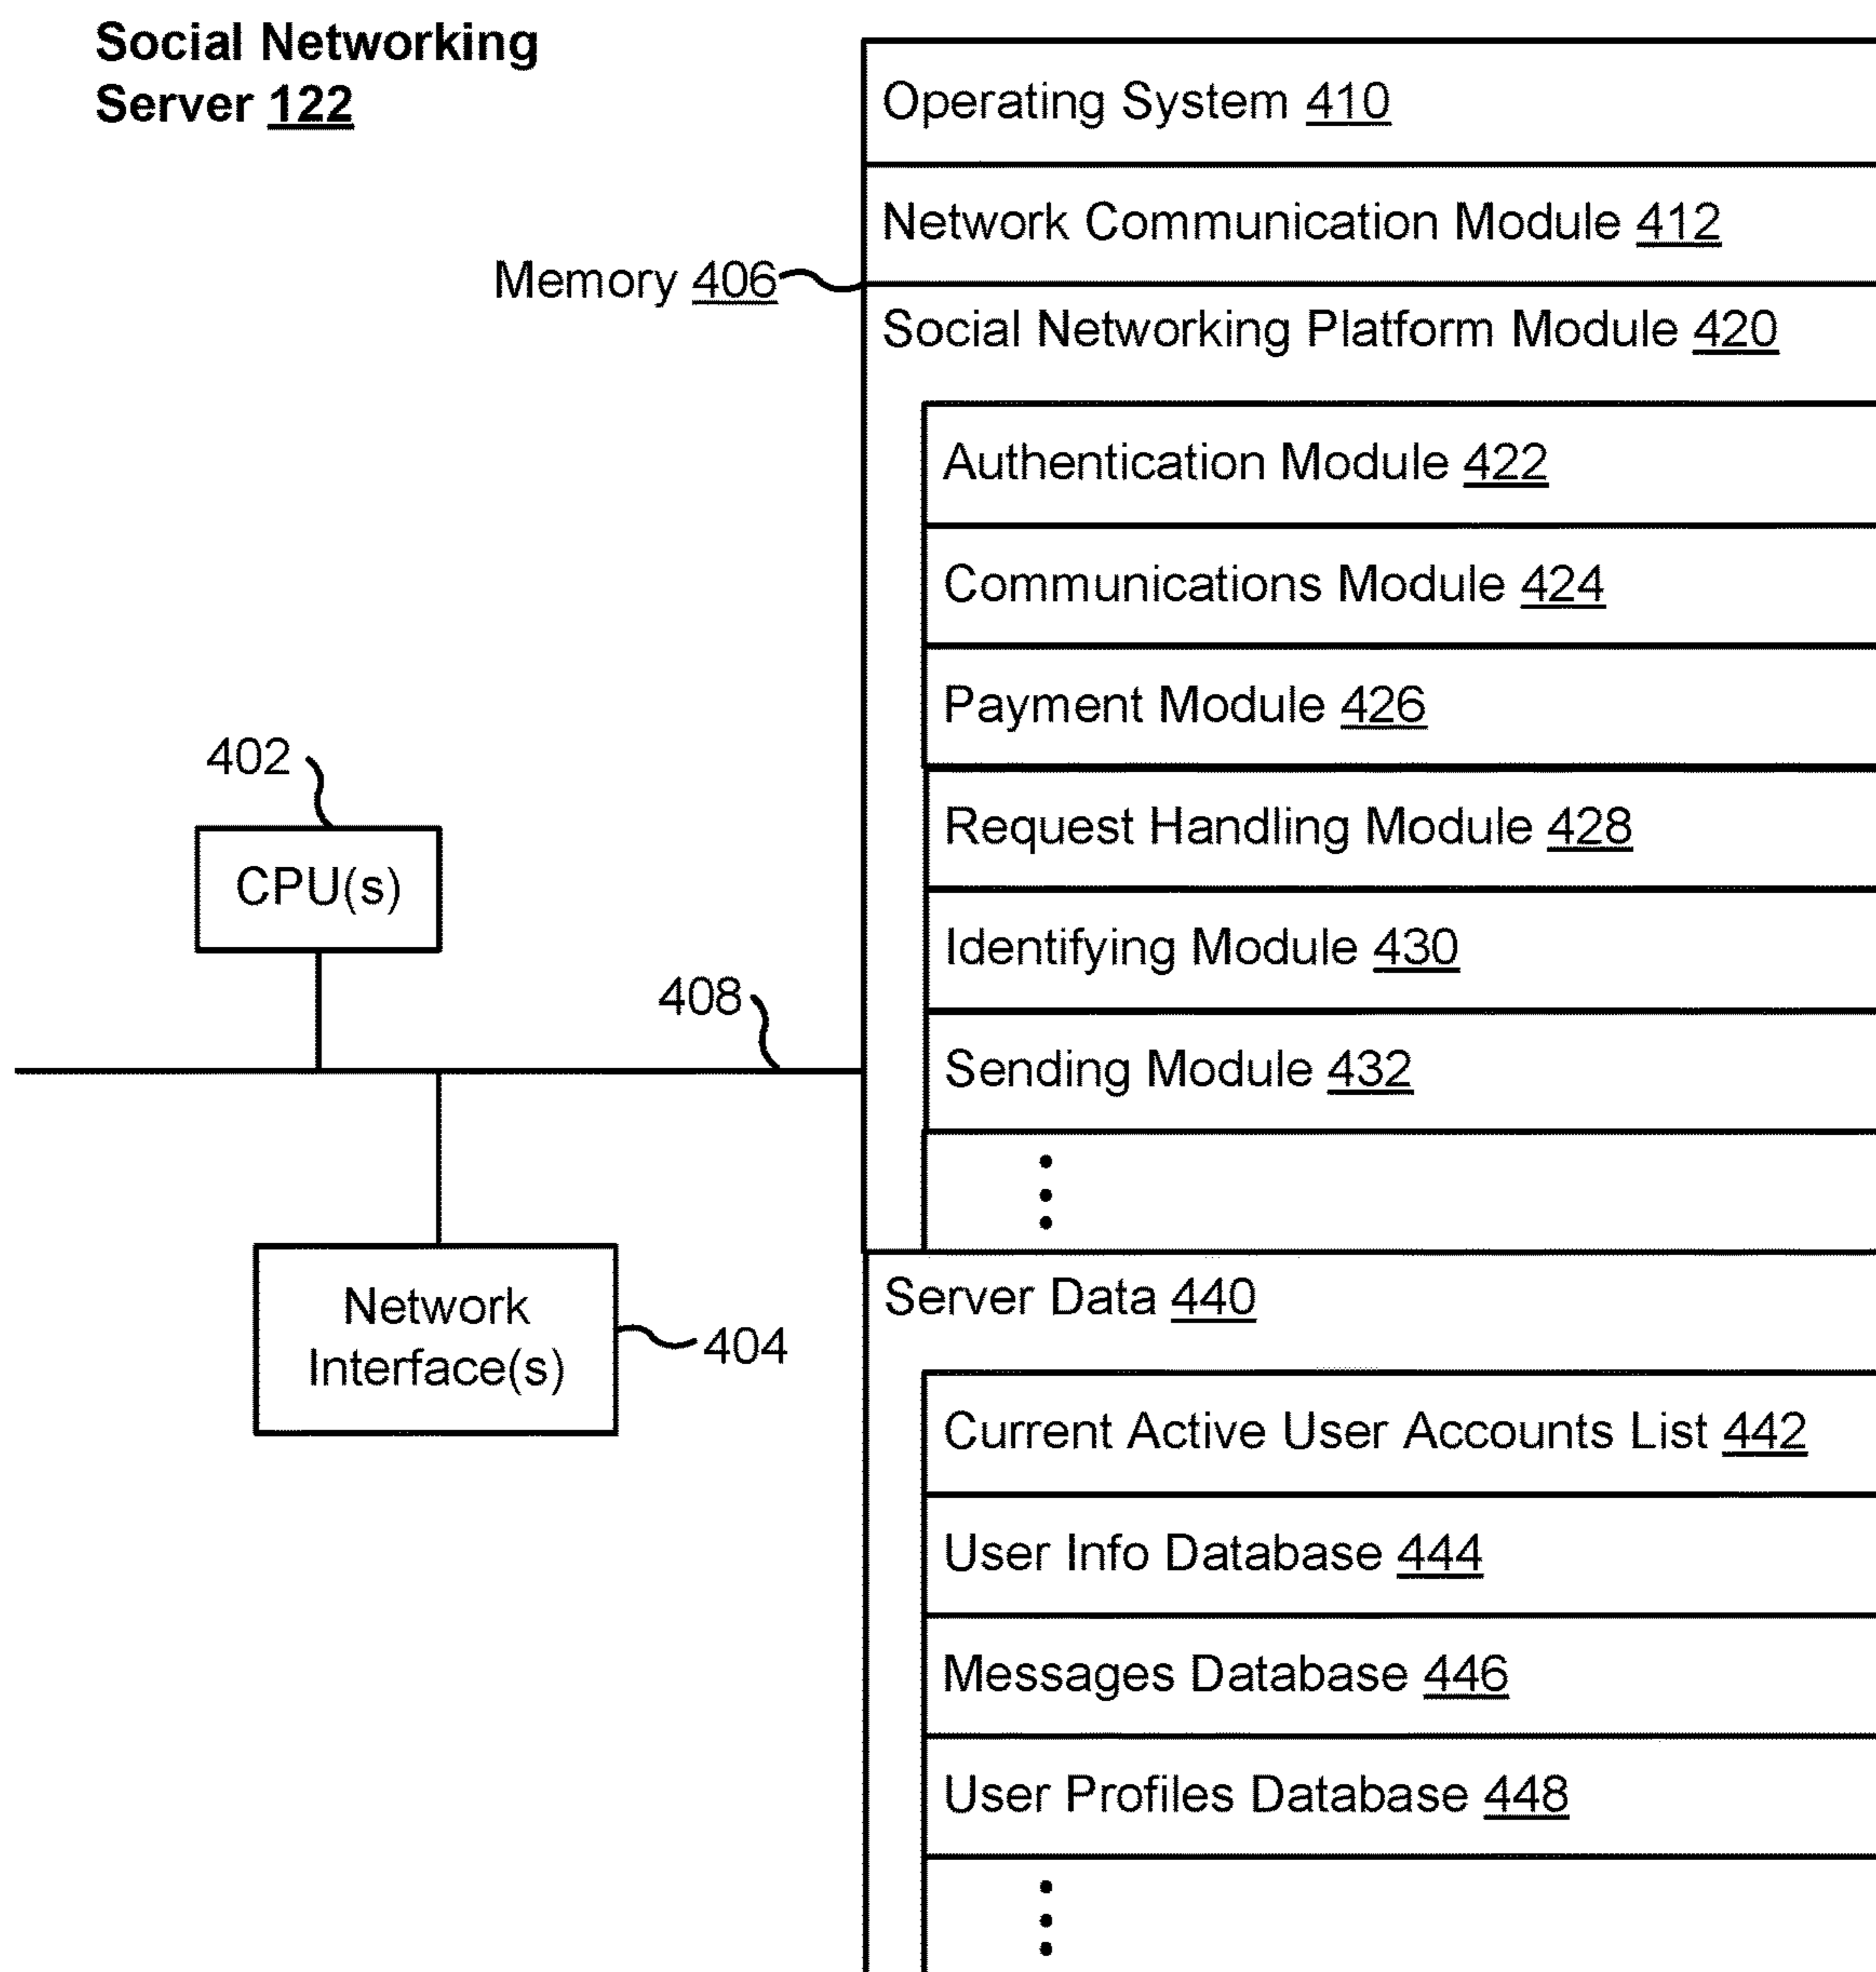 Social Networking
Server 122
Operating System 410
Network Communication Module 412
Memory 406
Social Networking Platform Module 420
Authentication Module 422
Communications Module 424
Payment Module 426
402
Request Handling Module 428
CPU(s)
Identifying Module 430
408
Sending Module 432
Server Data 440
Network
Interface(s)
404
Current Active User Accounts List 442
User Info Database 444
Messages Database 446
User Profiles Database 448